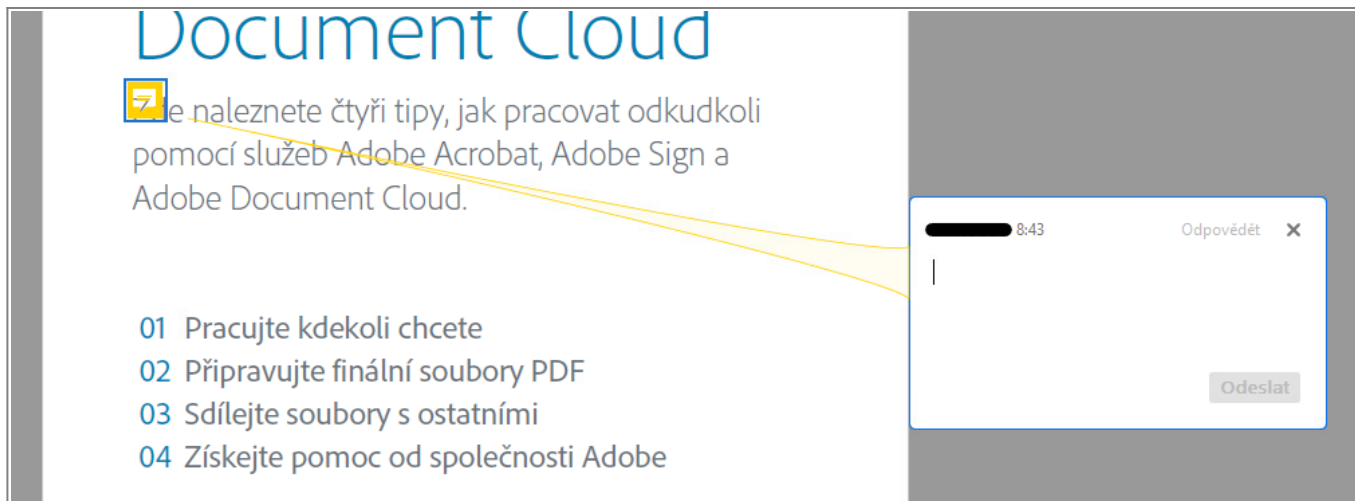 Document Cloud
naleznete čtyři tipy, jak pracovat odkudkoli
pomocí služeb Adobe Acrobat, Adobe Sign a
Adobe Document Cloud.
01 Pracujte kdekoli chcete
02 Připravujte finální soubory PDF
03 Sdílejte soubory s ostatními
04 Získejte pomoc od společnosti Adobe
8:43 Odpovědět
Odeslat